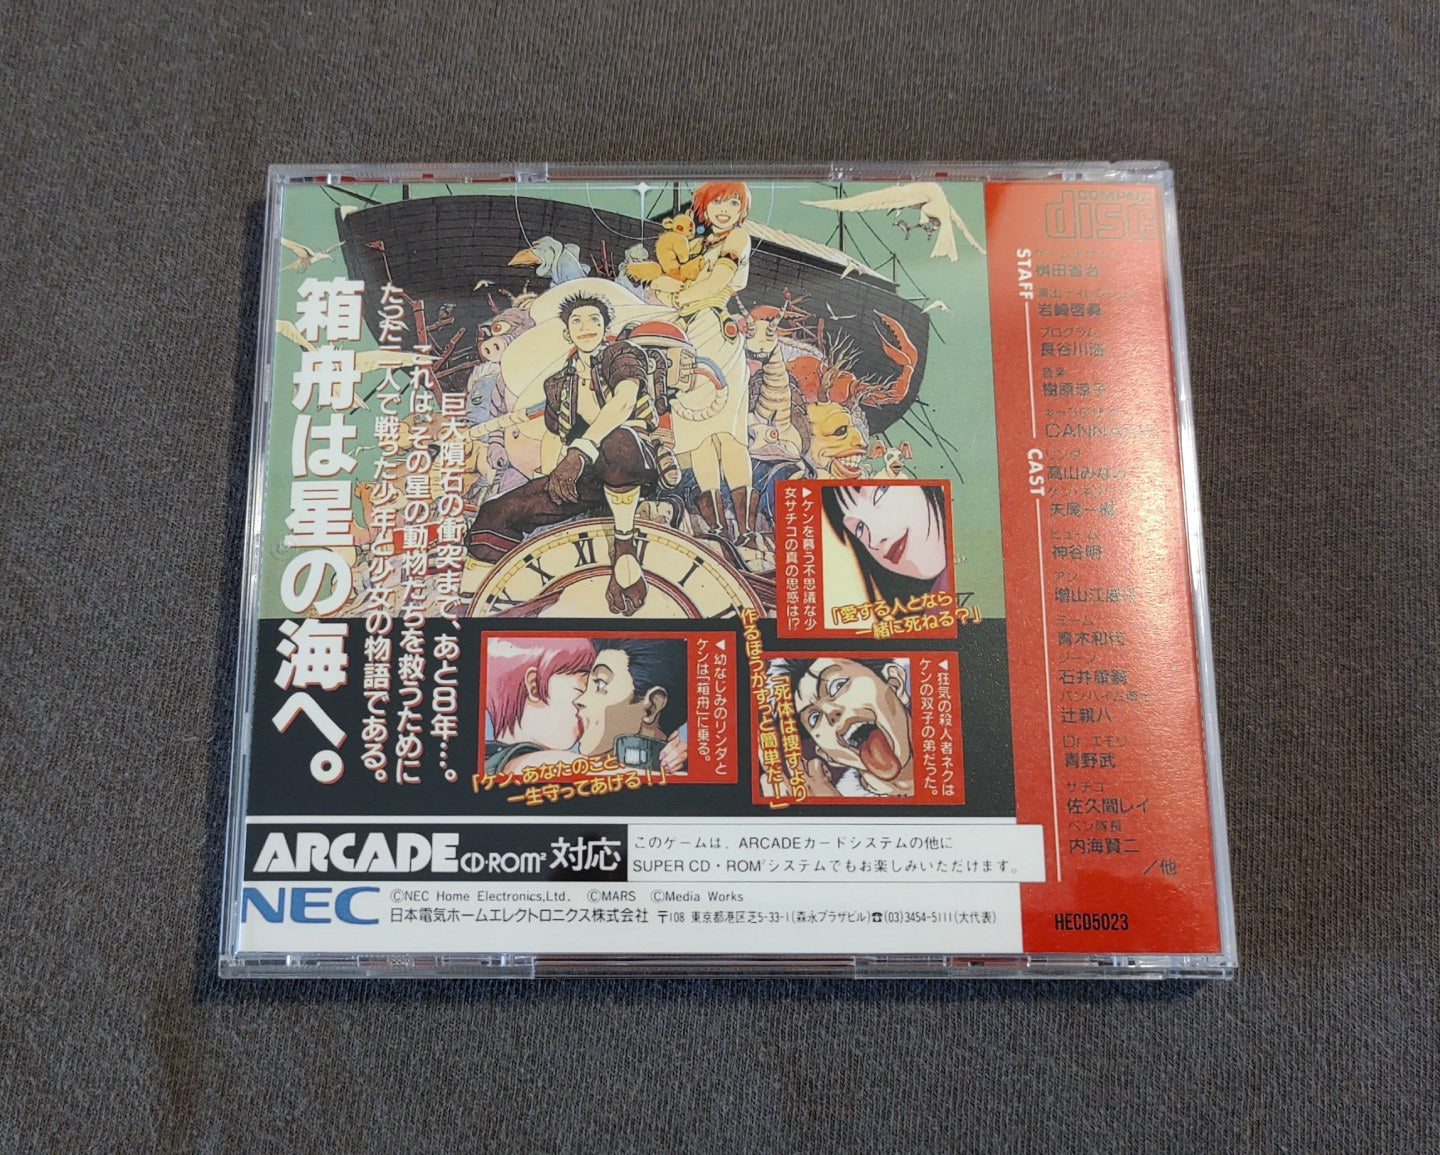 箱舟は星の海へ。
巨大隕石の衝突まで、あと8年…。
これは、その星の動物たちを救うために
たった二人で戦った少年と少女の物語である。
▶ケンを慕う不思議な少
女サチコの真の思惑は!?
「愛する人となら
一緒に死ねる?」
◀幼なじみのリンダと
ケンは「箱舟」に乗る。
「ケン、あなたのこと、
一生守ってあげる!」
◀狂気の殺人者ネクは
ケンの双子の弟だった。
「死体は捜すより
作るほうがずっと簡単だ!」
COMPACT
disc
STAFF
桝田省治
岩崎啓眞
プログラム
長谷川浩
音楽
樹原涼子
CANNABIS
CAST
リンダ
高山みなみ
矢尾一樹
ヒューム
神谷明
アン
増山江威子
ミーム
青木和代
石井康嗣
辻親八
Dr.エモリ
青野武
サチコ
佐久間レイ
ベン隊長
内海賢二
/他
ARCADE CD-ROM² 対応
このゲームは、ARCADEカードシステムの他に
SUPER CD・ROM²システムでもお楽しみいただけます。
NEC
©NEC Home Electronics,Ltd. ©MARS ©Media Works
日本電気ホームエレクトロニクス株式会社 〒108 東京都港区芝5-33-1(森永プラザビル)☎(03)3454-5111(大代表)
HECD5023